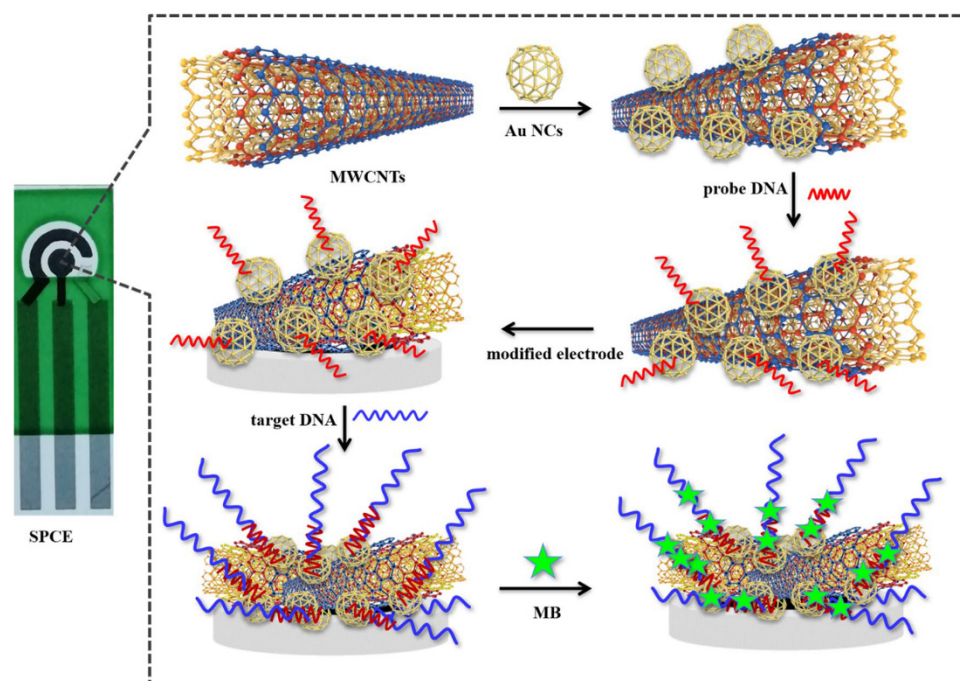 Au NCs
MWCNTs
probe DNA
modified electrode
target DNA
SPCE
MB